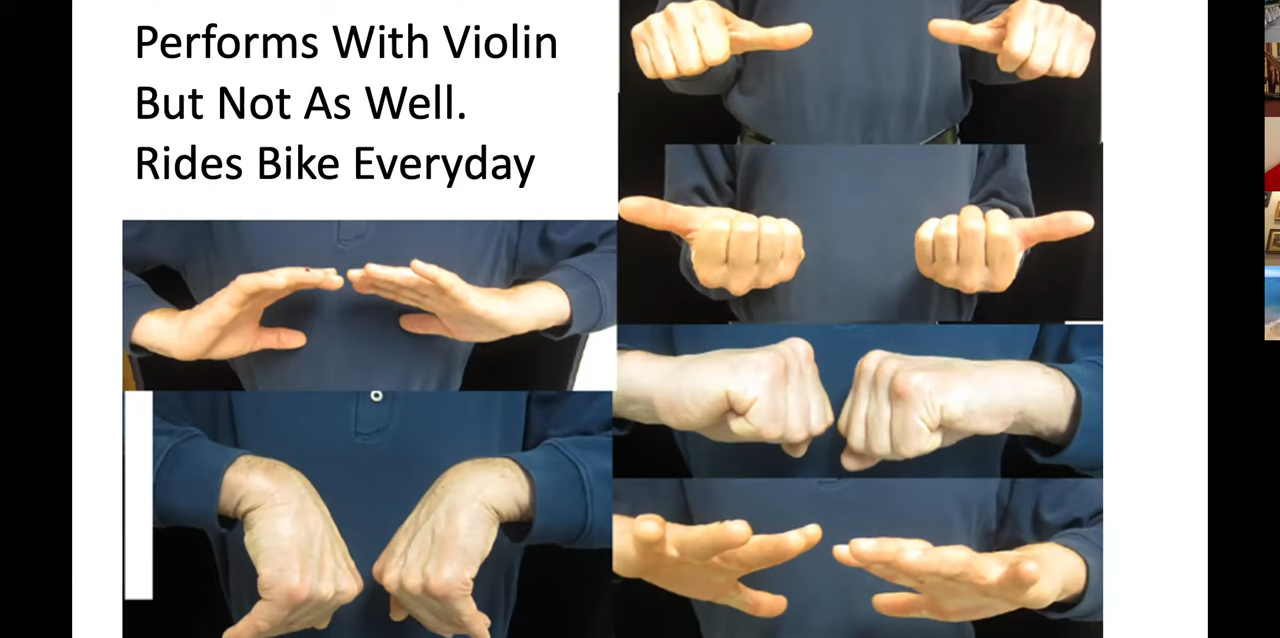 Performs With Violin
But Not As Well.
Rides Bike Everyday